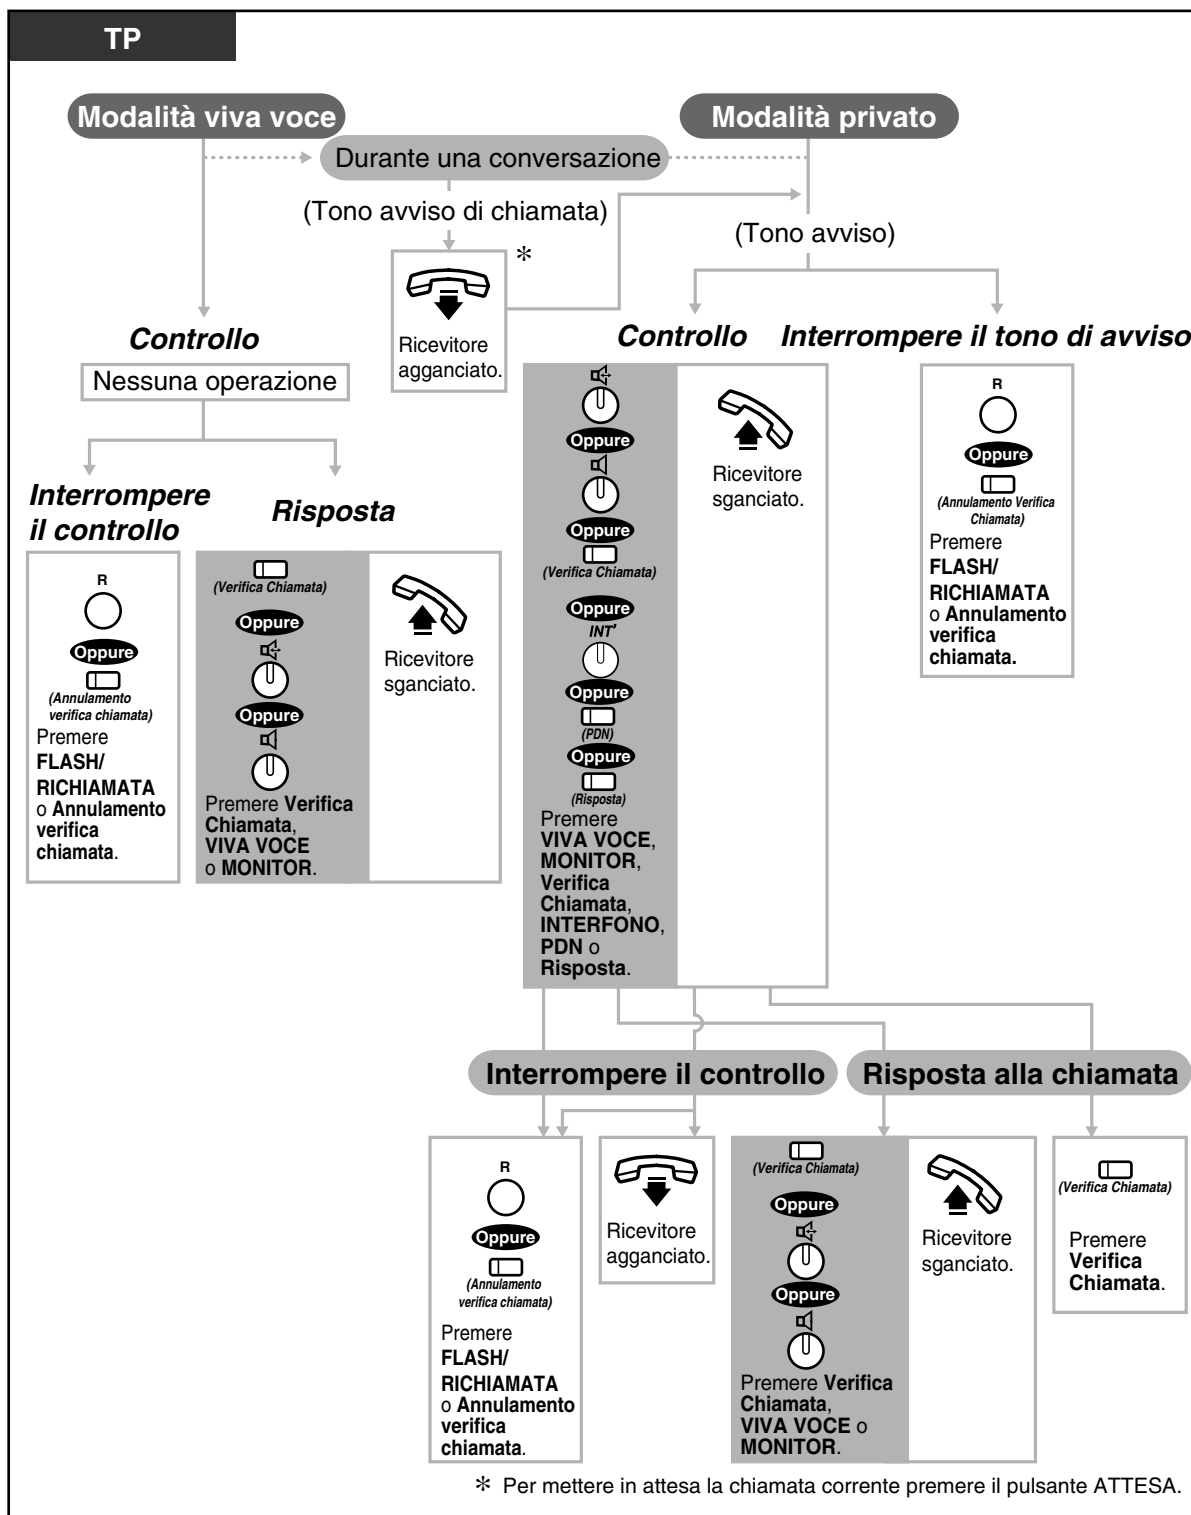 TP
Modalità viva voce
Modalità privato
Durante una conversazione
(Tono avviso di chiamata)
(Tono avviso)
*
Ricevitore
agganciato.
Controllo
Nessuna operazione
Controllo
Interrompere il tono di avviso
Interrompere
il controllo
Risposta
R
Oppure
(Annulamento
verifica chiamata)
Premere
FLASH/
RICHIAMATA
o Annulamento
verifica
chiamata.
(Verifica Chiamata)
Oppure
Oppure
Premere Verifica
Chiamata,
VIVA VOCE
o MONITOR.
Ricevitore
sganciato.
Oppure
Oppure
(Verifica Chiamata)
Oppure
INT'
Oppure
(PDN)
Oppure
(Risposta)
Premere
VIVA VOCE,
MONITOR,
Verifica
Chiamata,
INTERFONO,
PDN o
Risposta.
Ricevitore
sganciato.
R
Oppure
(Annulamento Verifica
Chiamata)
Premere
FLASH/
RICHIAMATA
o Annulamento
verifica
chiamata.
Interrompere il controllo
Risposta alla chiamata
R
Oppure
(Annulamento
verifica chiamata)
Premere
FLASH/
RICHIAMATA
o Annulamento
verifica
chiamata.
Ricevitore
agganciato.
(Verifica Chiamata)
Oppure
Oppure
Premere Verifica
Chiamata,
VIVA VOCE o
MONITOR.
Ricevitore
sganciato.
(Verifica Chiamata)
Premere
Verifica
Chiamata.
* Per mettere in attesa la chiamata corrente premere il pulsante ATTESA.